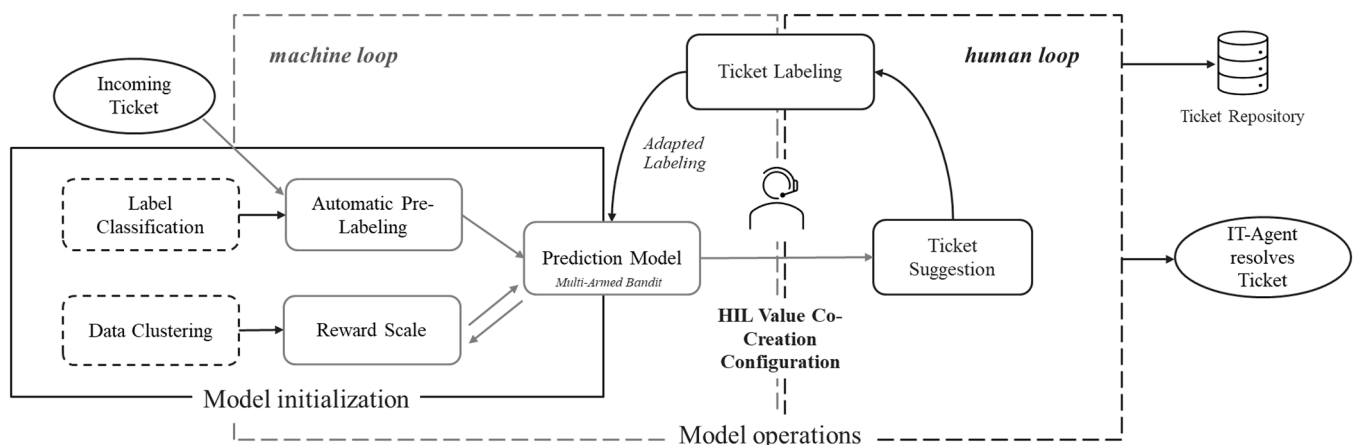 machine loop
human loop
Ticket Labeling
Incoming
Ticket
Ticket Repository
Adapted
Labeling
Label
Classification
Automatic Pre-
Labeling
Prediction Model
Multi-Armed Bandit
Ticket
Suggestion
IT-Agent
resolves
Ticket
Data Clustering
Reward Scale
HIL Value Co-
Creation
Configuration
Model initialization
Model operations